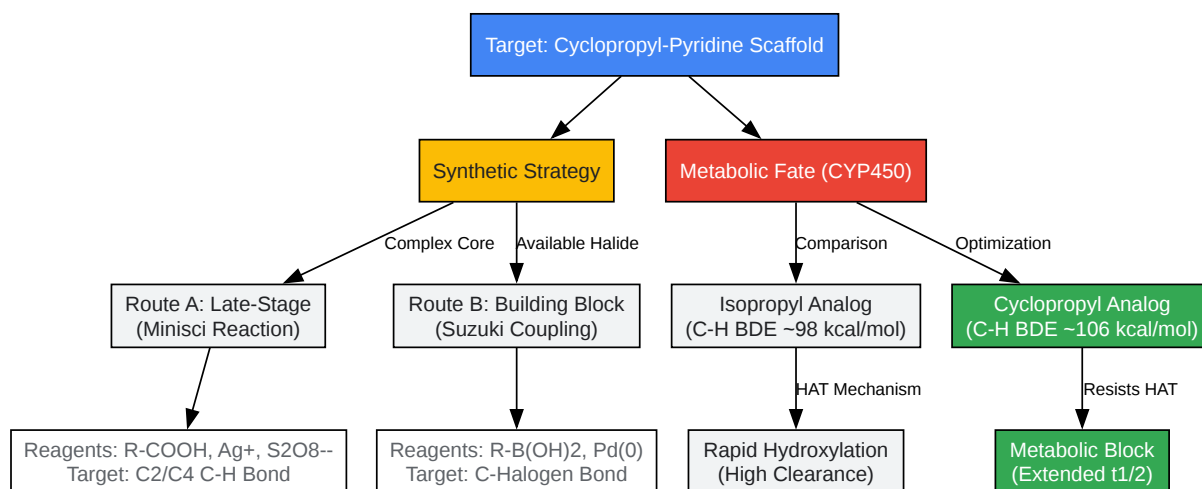 Target: Cyclopropyl-Pyridine Scaffold
Synthetic Strategy
Metabolic Fate (CYP450)
Complex Core
Available Halide
Comparison
Optimization
Route A: Late-Stage
(Minisci Reaction)
Route B: Building Block
(Suzuki Coupling)
Isopropyl Analog
(C-H BDE ~98 kcal/mol)
Cyclopropyl Analog
(C-H BDE ~106 kcal/mol)
HAT Mechanism
Resists HAT
Reagents: R-COOH, Ag+, S2O8--
Target: C2/C4 C-H Bond
Reagents: R-B(OH)2, Pd(0)
Target: C-Halogen Bond
Rapid Hydroxylation
(High Clearance)
Metabolic Block
(Extended t1/2)